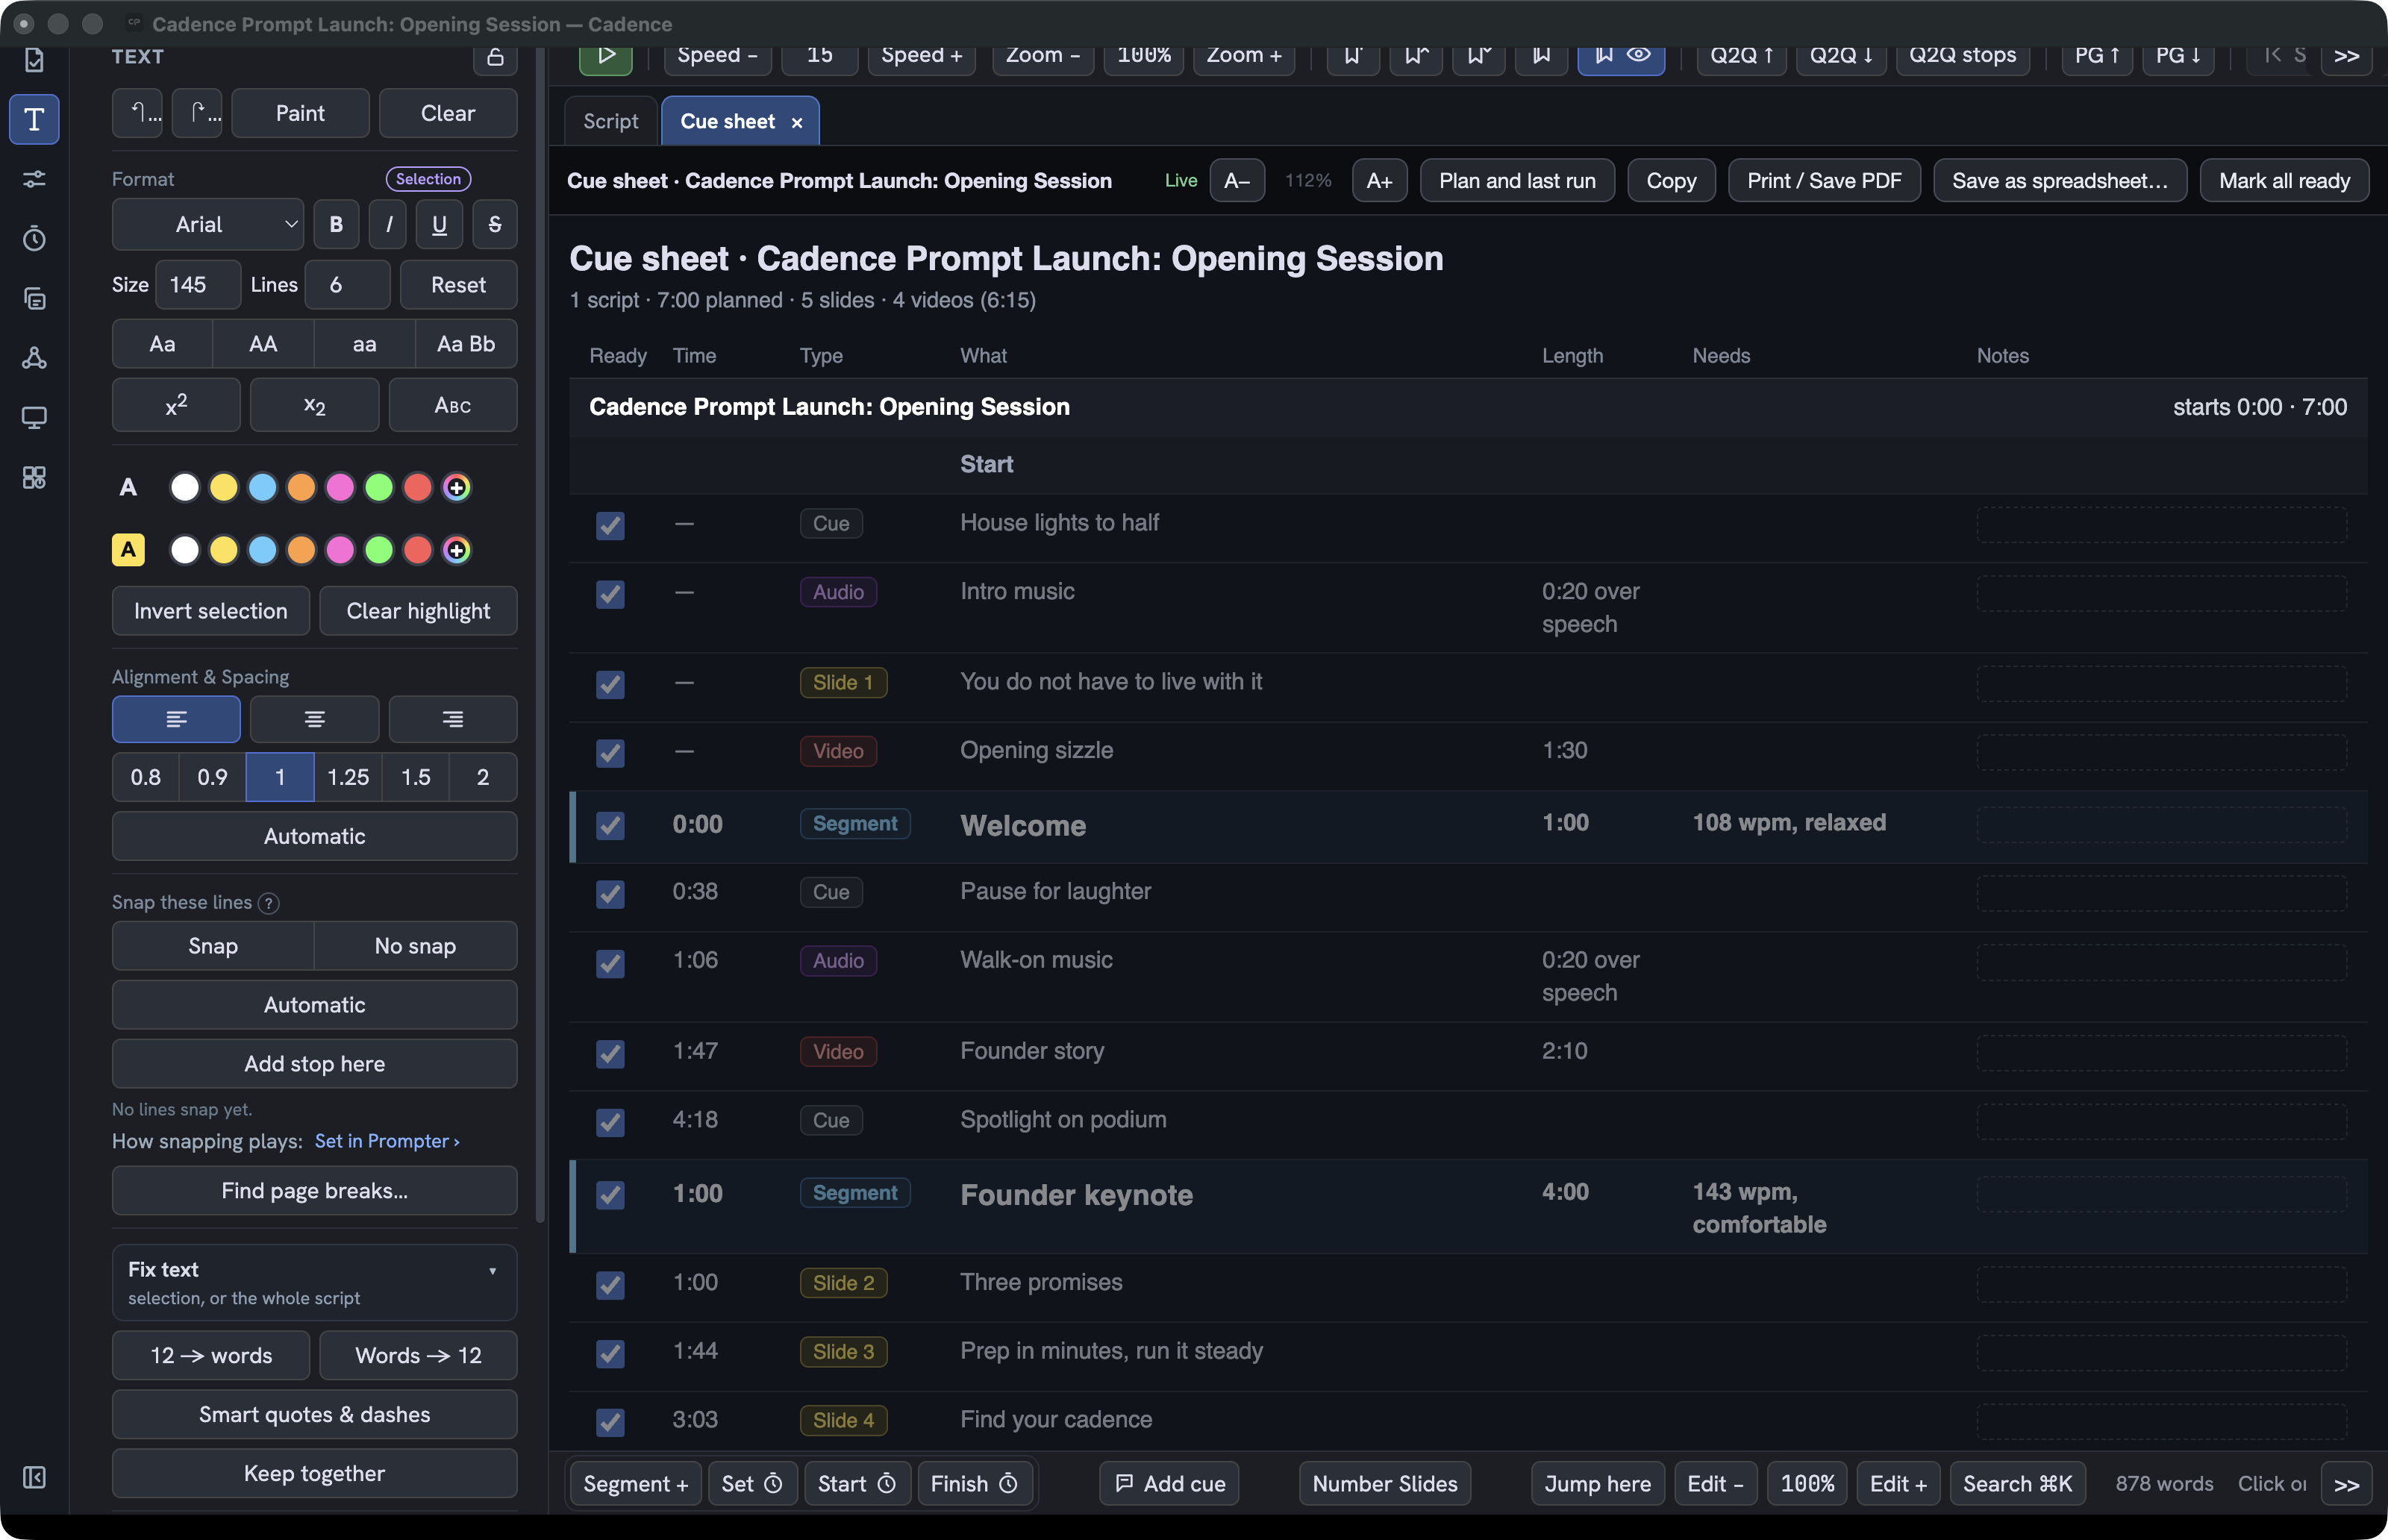 Cadence Prompt Launch: Opening Session — Cadence
TEXT
Paint
Clear
Format
Selection
Arial
B
I
U
S
Size
145
Lines
6
Reset
Aa
AA
aa
Aa Bb
x2
x2
ABC
A
A
Invert selection
Clear highlight
Alignment & Spacing
0.8
0.9
1
1.25
1.5
2
Automatic
Snap these lines ?
Snap
No snap
Automatic
Add stop here
No lines snap yet.
How snapping plays: Set in Prompter ›
Find page breaks...
Fix text
selection, or the whole script
12 → words
Words → 12
Smart quotes & dashes
Keep together
Speed –
15
Speed +
Zoom –
100%
Zoom +
Q2Q ↑
Q2Q ↓
Q2Q stops
PG ↑
PG ↓
S
>>
Script
Cue sheet ×
Cue sheet · Cadence Prompt Launch: Opening Session
Live
A–
112%
A+
Plan and last run
Copy
Print / Save PDF
Save as spreadsheet...
Mark all ready
Cue sheet · Cadence Prompt Launch: Opening Session
1 script · 7:00 planned · 5 slides · 4 videos (6:15)
Ready Time Type What Length Needs Notes
Cadence Prompt Launch: Opening Session starts 0:00 · 7:00
Start
— Cue House lights to half
— Audio Intro music 0:20 over speech
— Slide 1 You do not have to live with it
— Video Opening sizzle 1:30
0:00 Segment Welcome 1:00 108 wpm, relaxed
0:38 Cue Pause for laughter
1:06 Audio Walk-on music 0:20 over speech
1:47 Video Founder story 2:10
4:18 Cue Spotlight on podium
1:00 Segment Founder keynote 4:00 143 wpm, comfortable
1:00 Slide 2 Three promises
1:44 Slide 3 Prep in minutes, run it steady
3:03 Slide 4 Find your cadence
Segment +
Set
Start
Finish
Add cue
Number Slides
Jump here
Edit –
100%
Edit +
Search ⌘K
878 words
Click or
>>